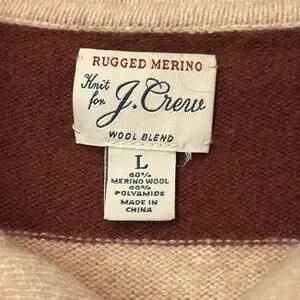 RUGGED MERINO
Knit for J.Crew
WOOL BLEND
L
60%
MERINO WOOL
40%
POLYAMIDE
MADE IN
CHINA